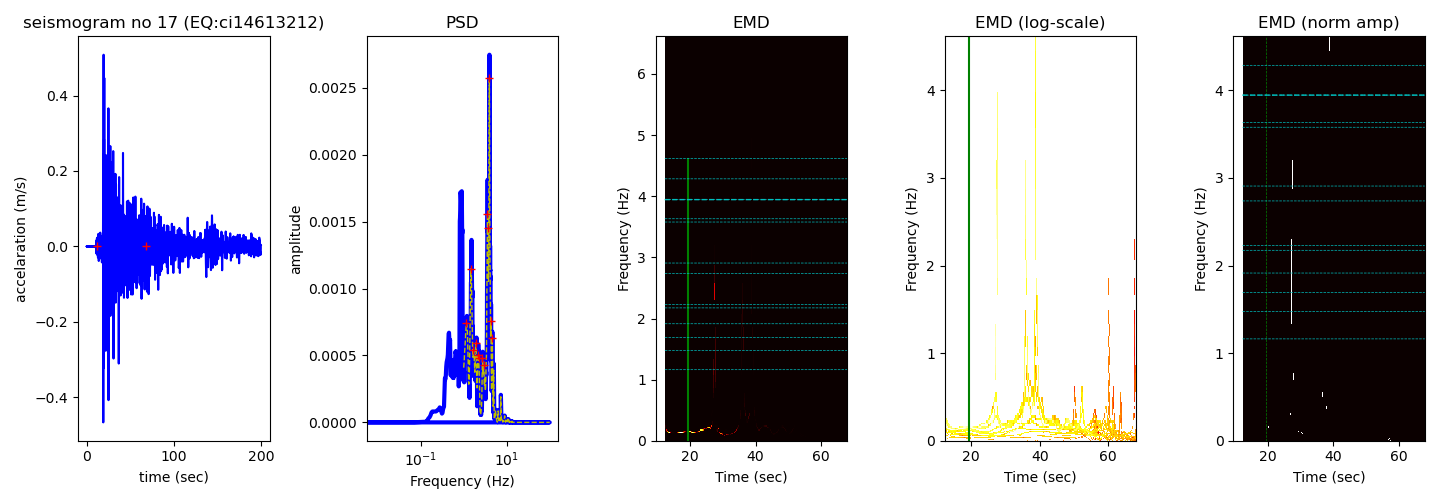 seismogram no 17 (EQ:ci14613212)
accelaration (m/s)
0.4
0.2
0.0
−0.2
−0.4
0
100
200
time (sec)
PSD
amplitude
0.0025
0.0020
0.0015
0.0010
0.0005
0.0000
10⁻¹
10¹
Frequency (Hz)
EMD
Frequency (Hz)
6
5
4
3
2
1
0
20
40
60
Time (sec)
EMD (log-scale)
Frequency (Hz)
4
3
2
1
0
20
40
60
Time (sec)
EMD (norm amp)
Frequency (Hz)
4
3
2
1
0
20
40
60
Time (sec)